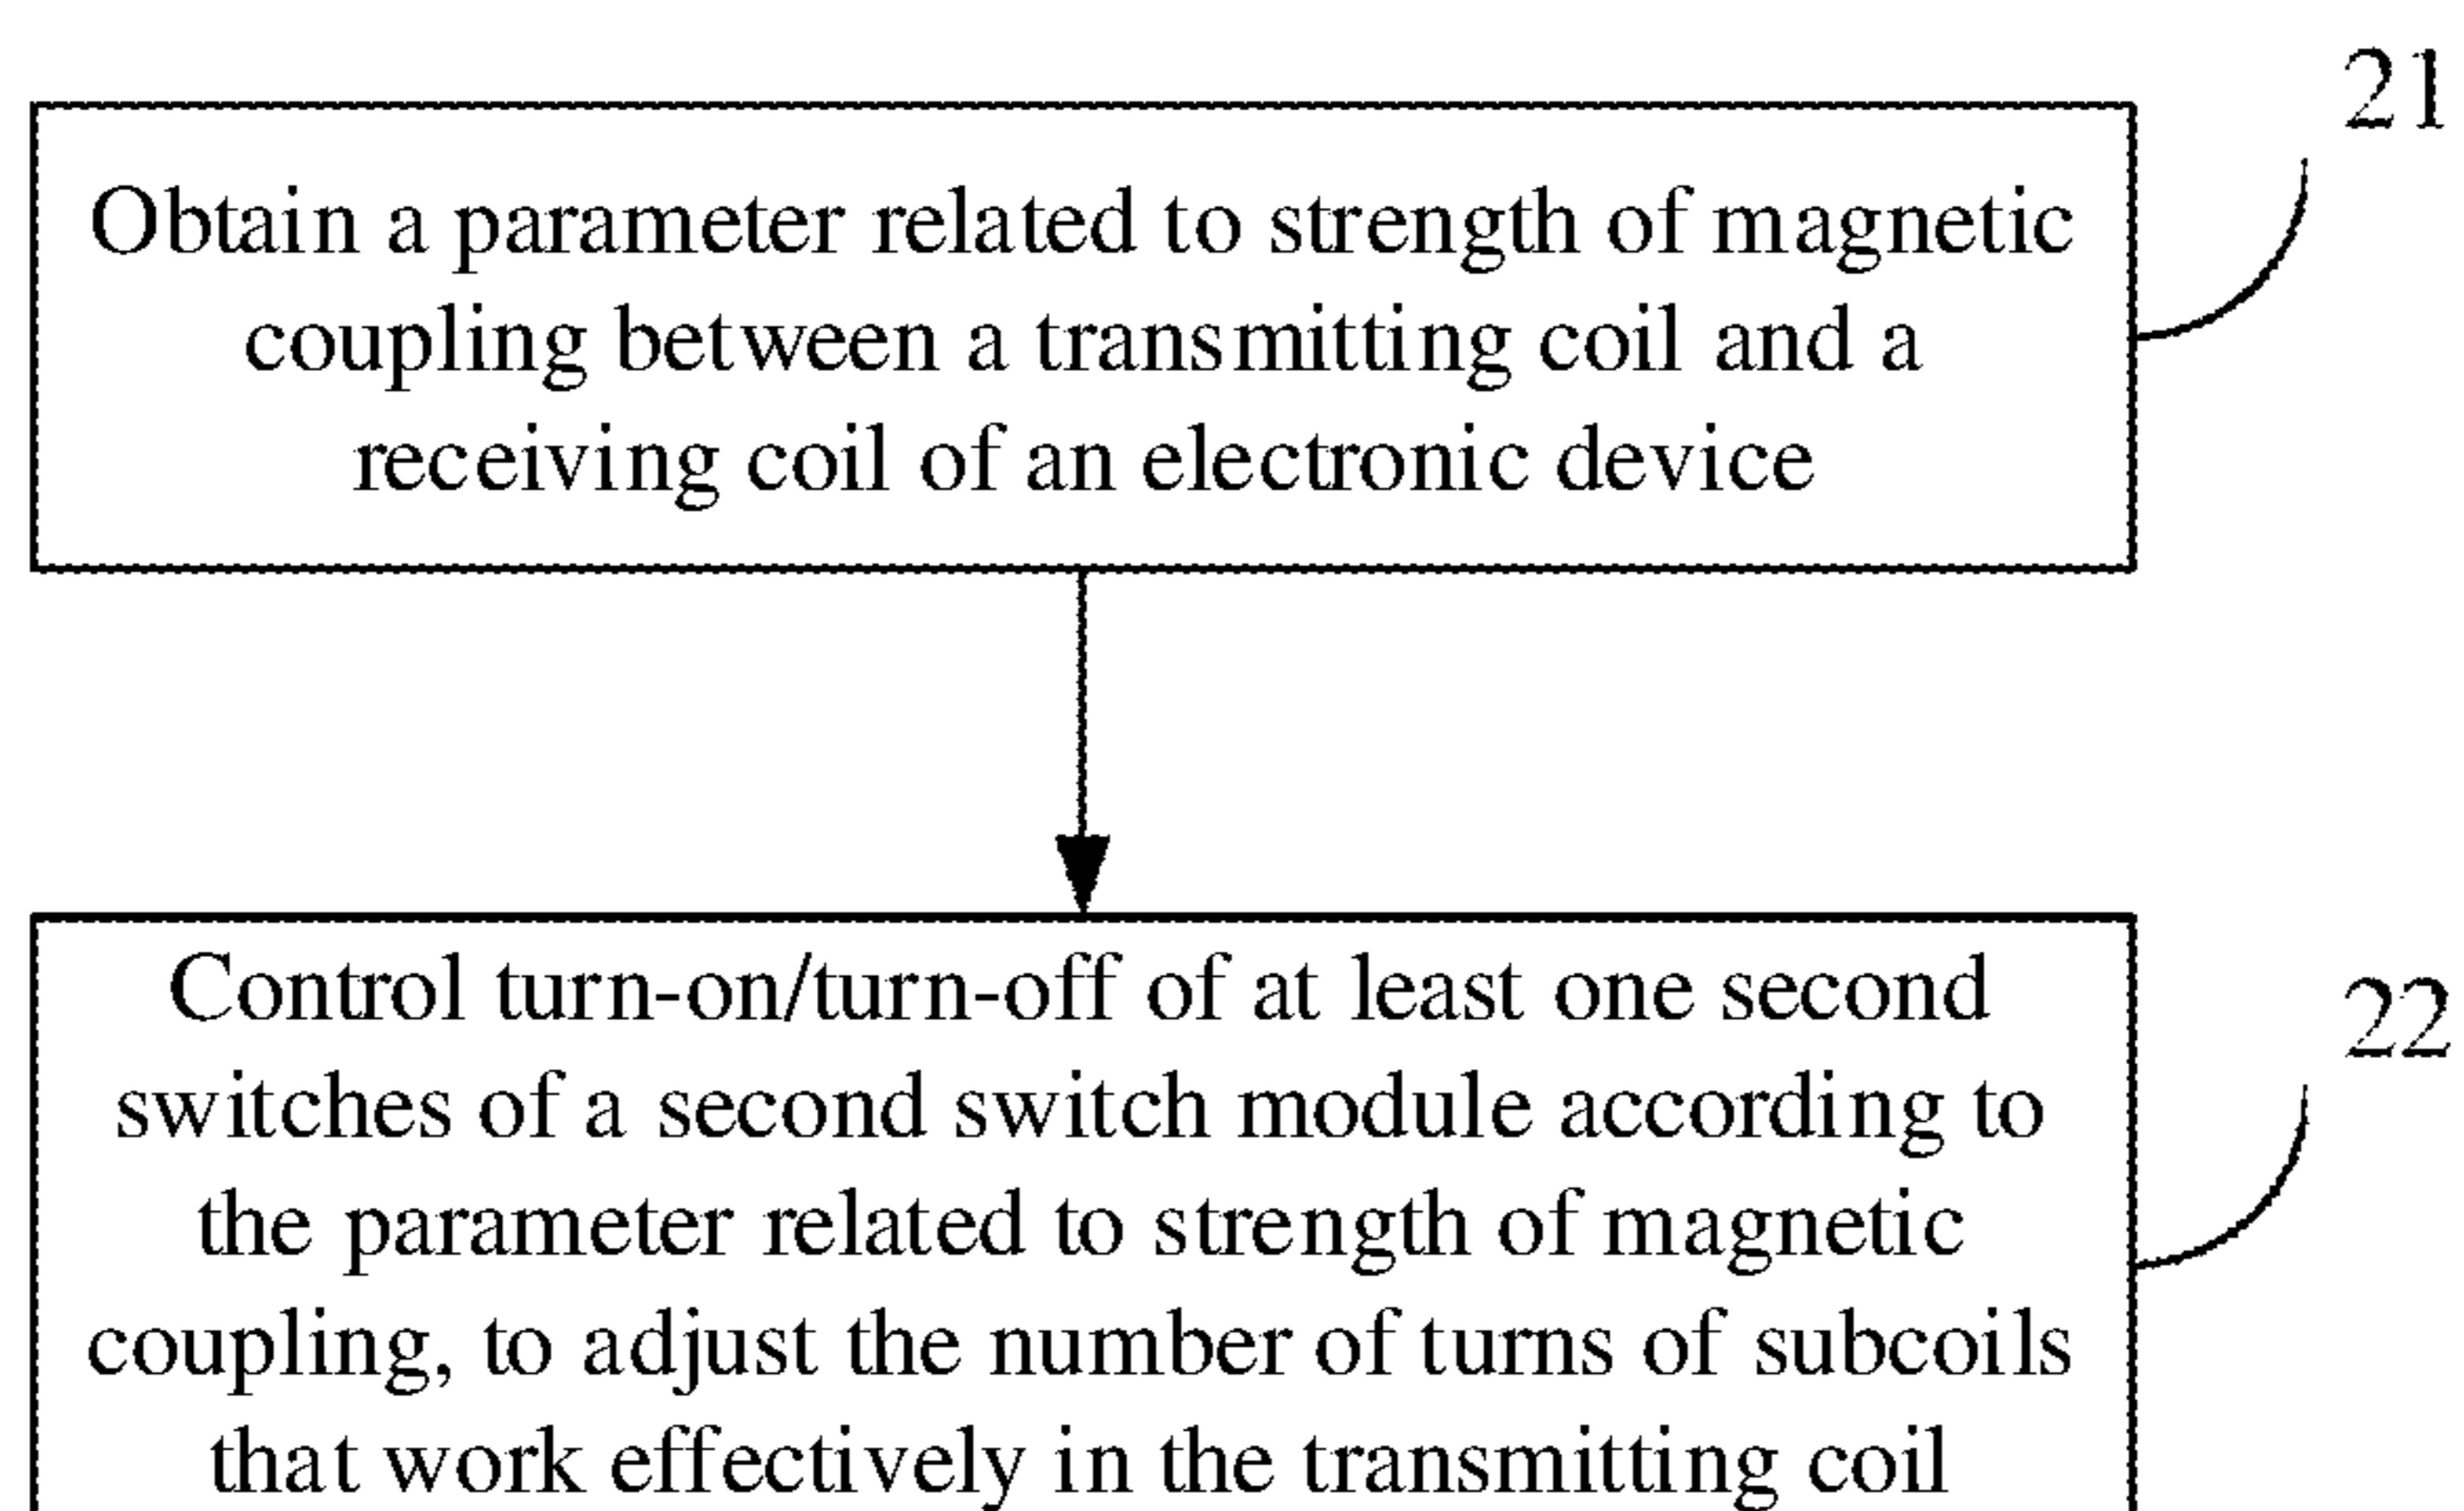 21
Obtain a parameter related to strength of magnetic
coupling between a transmitting coil and a
receiving coil of an electronic device
Control turn-on/turn-off of at least one second
22
switches of a second switch module according to
the parameter related to strength of magnetic
coupling, to adjust the number of turns of subcoils
that work effectively in the transmitting coil